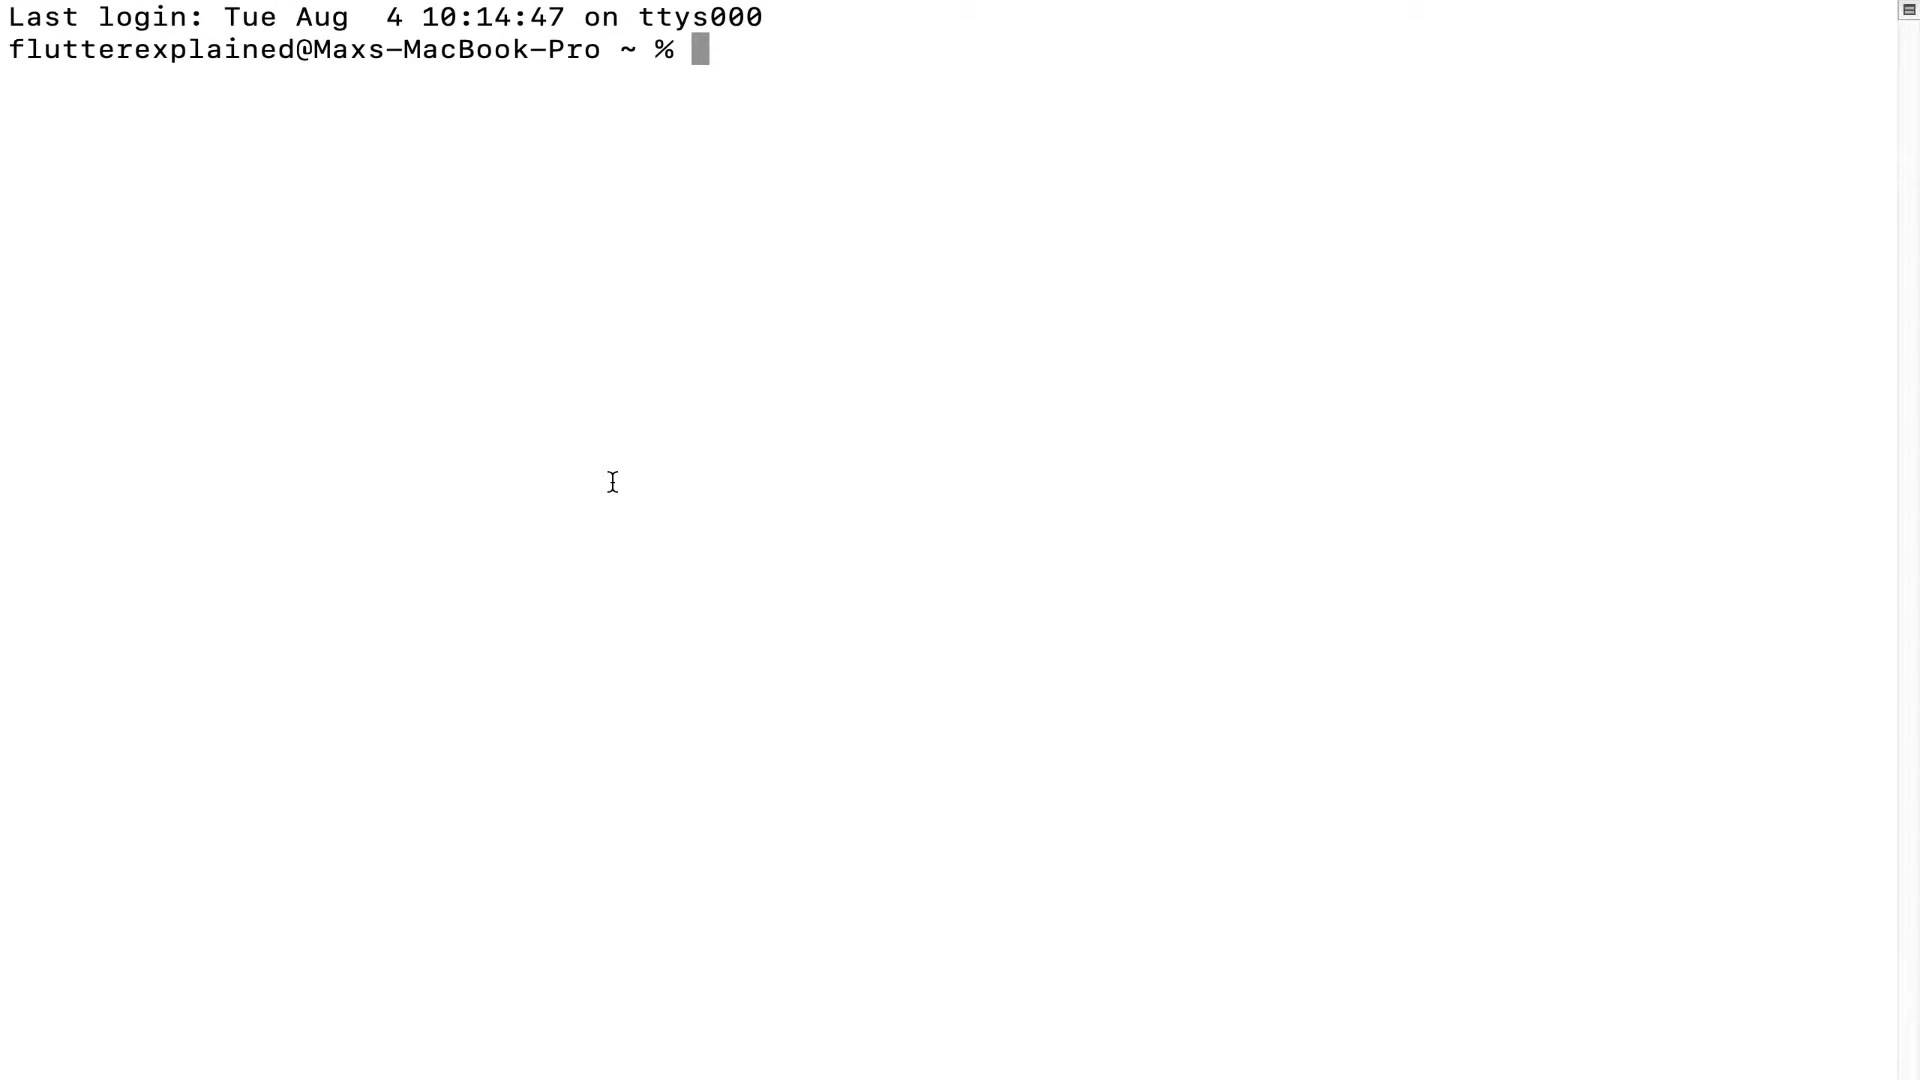 Last login: Tue Aug  4 10:14:47 on ttys000
flutterexplained@Maxs-MacBook-Pro ~ %